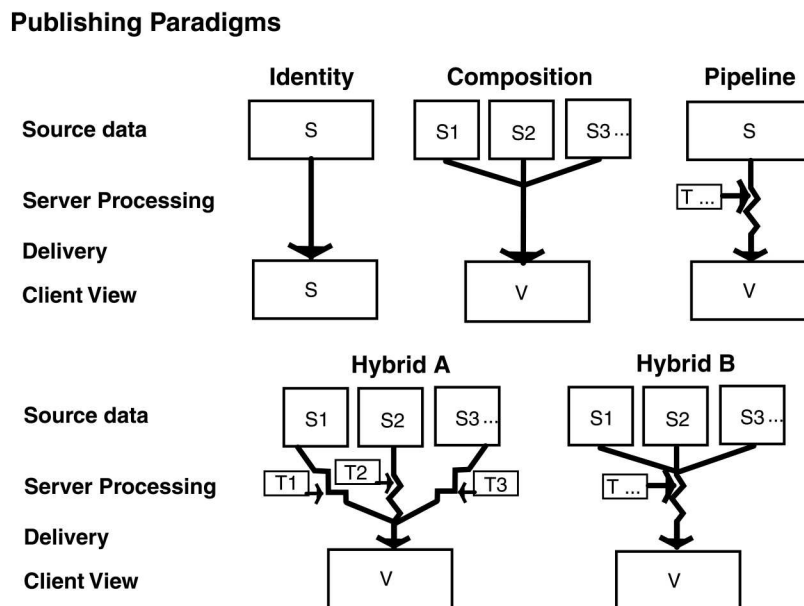 Publishing Paradigms
Identity Composition Pipeline
Source data S S1 S2 S3... S
Server Processing T ...
Delivery
Client View S V V
Hybrid A Hybrid B
Source data S1 S2 S3... S1 S2 S3...
T2
Server Processing T1 T3 T ...
Delivery
Client View V V